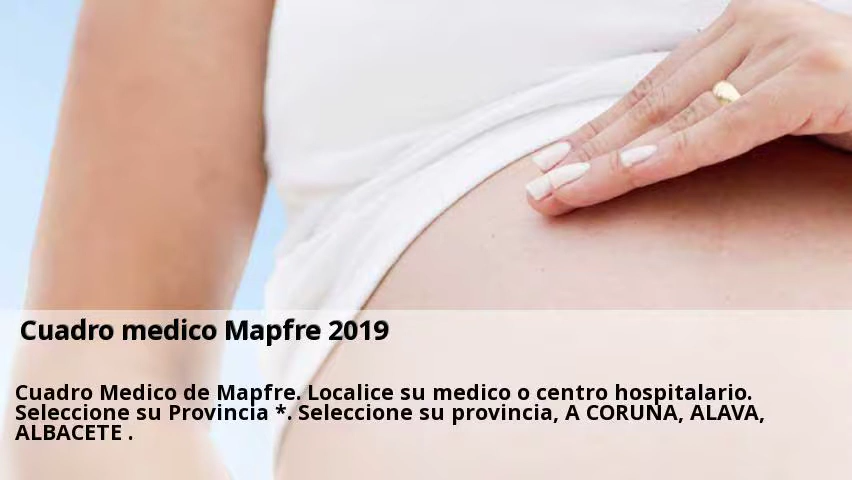 Cuadro medico Mapfre 2019
Cuadro Medico de Mapfre. Localice su medico o centro hospitalario.
Seleccione su Provincia *. Seleccione su provincia, A CORUNA, ALAVA,
ALBACETE .